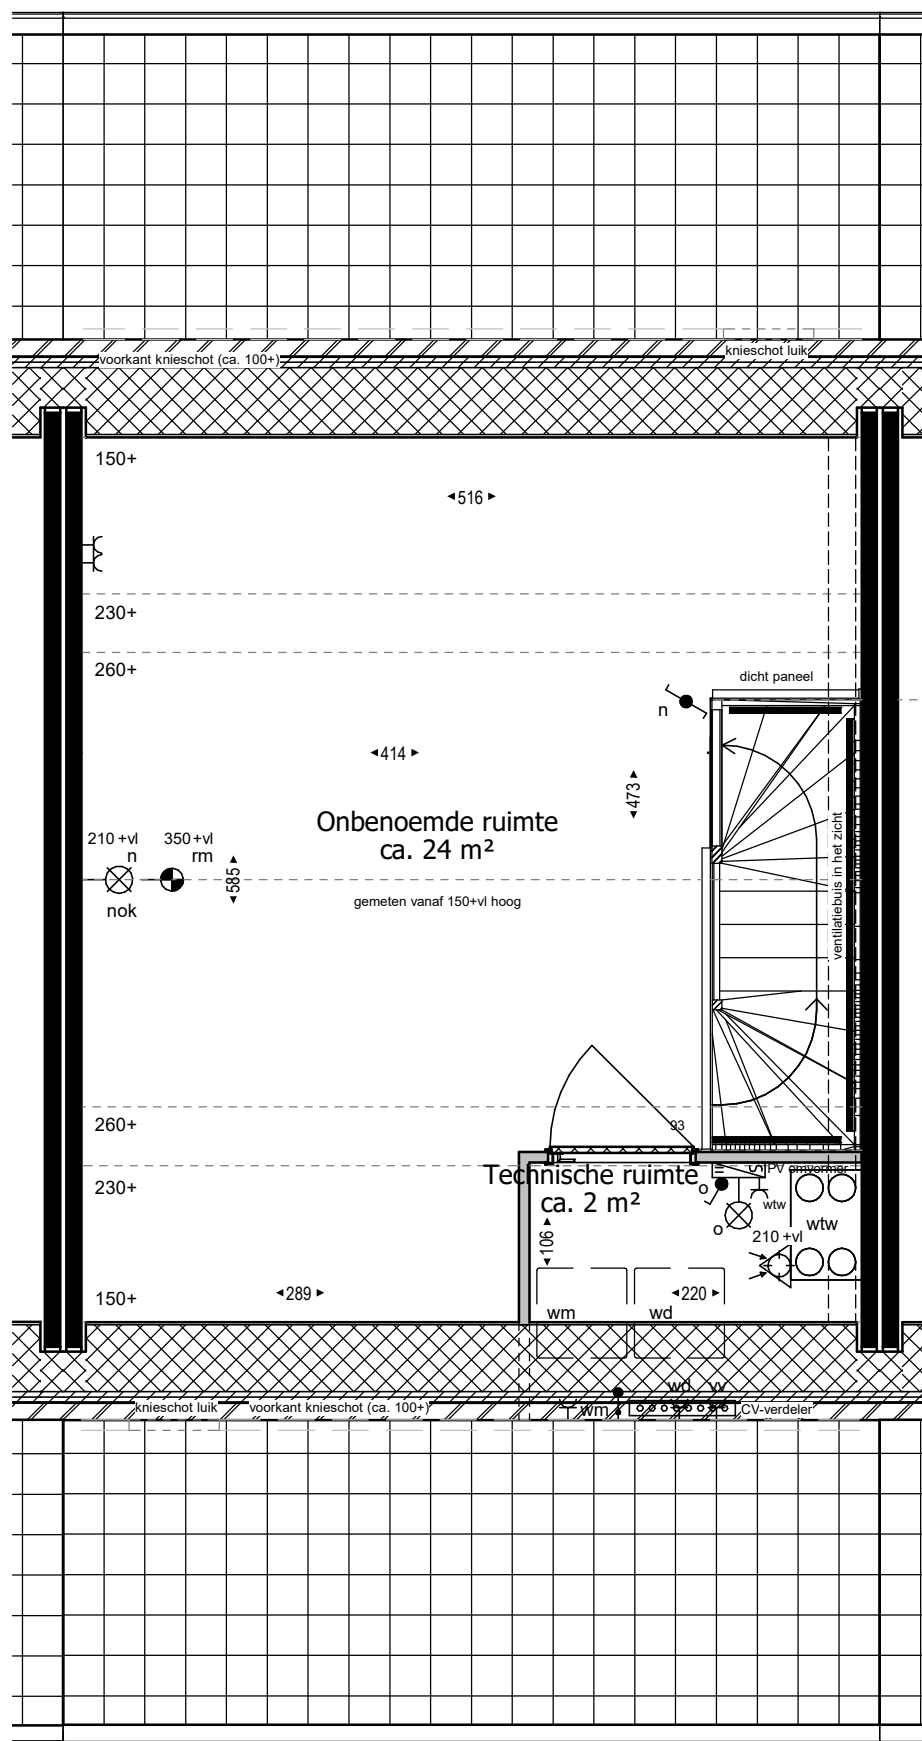 voorkant knieschot (ca. 100+)
knieschot luik
150+
516
230+
260+
dicht paneel
n
414
473
Onbenoemde ruimte
ca. 24 m²
210 +vl
n
350+vl
rm
585
nok
gemeten vanaf 150+vl hoog
ventilatiebuis in het zicht
260+
93
230+
Technische ruimte
ca. 2 m²
PV omvormer
o
wtw
wtw
o
210 +vl
106
150+
289
220
wm
wd
knieschot luik
voorkant knieschot (ca. 100+)
wm
wd
vv
CV-verdeler